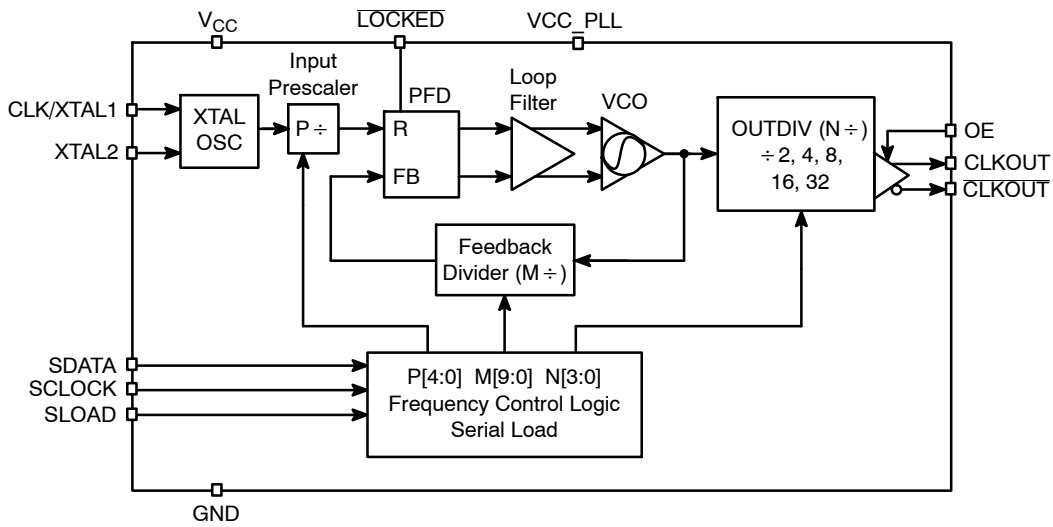 V_CC
LOCKED
VCC_PLL
CLK/XTAL1
XTAL2
XTAL
OSC
Input
Prescaler
P ÷
PFD
R
FB
Loop
Filter
VCO
OUTDIV (N ÷)
÷ 2, 4, 8,
16, 32
OE
CLKOUT
CLKOUT
Feedback
Divider (M ÷)
SDATA
SCLOCK
SLOAD
P[4:0] M[9:0] N[3:0]
Frequency Control Logic
Serial Load
GND